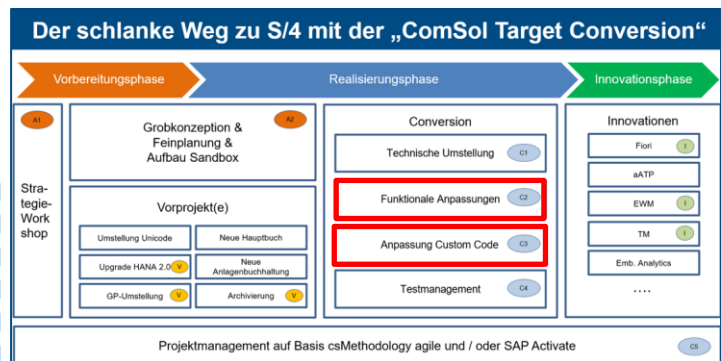 Der schlanke Weg zu S/4 mit der „ComSol Target Conversion“
Vorbereitungsphase
Realisierungsphase
Innovationsphase
A1
Stra-
tegie-
Work
shop
Grobkonzeption &
Feinplanung &
Aufbau Sandbox
A2
Vorprojekt(e)
Umstellung Unicode
Neue Hauptbuch
Upgrade HANA 2.0
V
Neue
Anlagenbuchhaltung
GP-Umstellung
V
Archivierung
V
Conversion
Technische Umstellung
C1
Funktionale Anpassungen
C2
Anpassung Custom Code
C3
Testmanagement
C4
Innovationen
Fiori
I
aATP
EWM
I
TM
I
Emb. Analytics
....
Projektmanagement auf Basis csMethodology agile und / oder SAP Activate
C5